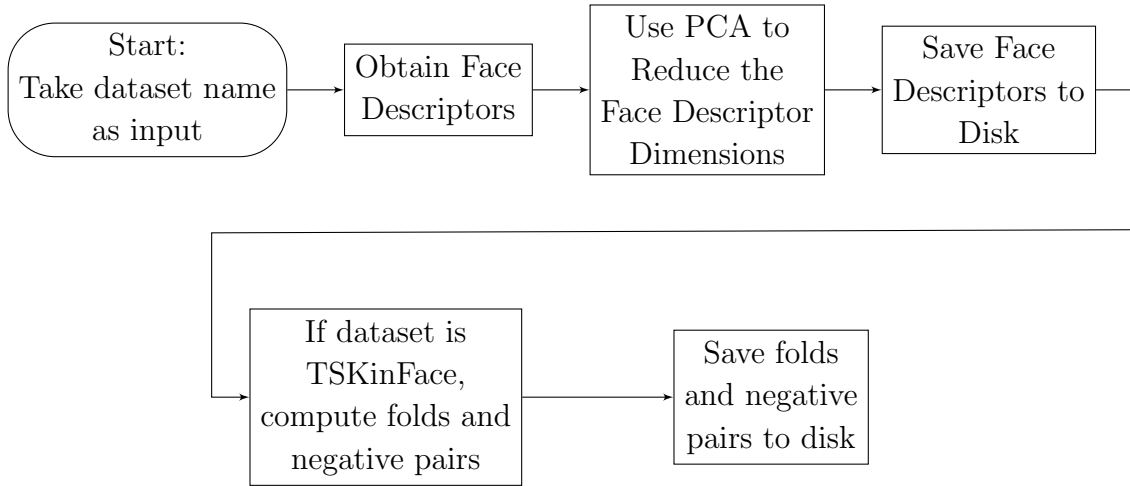 Start:
Take dataset name
as input
Obtain Face
Descriptors
Use PCA to
Reduce the
Face Descriptor
Dimensions
Save Face
Descriptors to
Disk
If dataset is
TSKinFace,
compute folds and
negative pairs
Save folds
and negative
pairs to disk